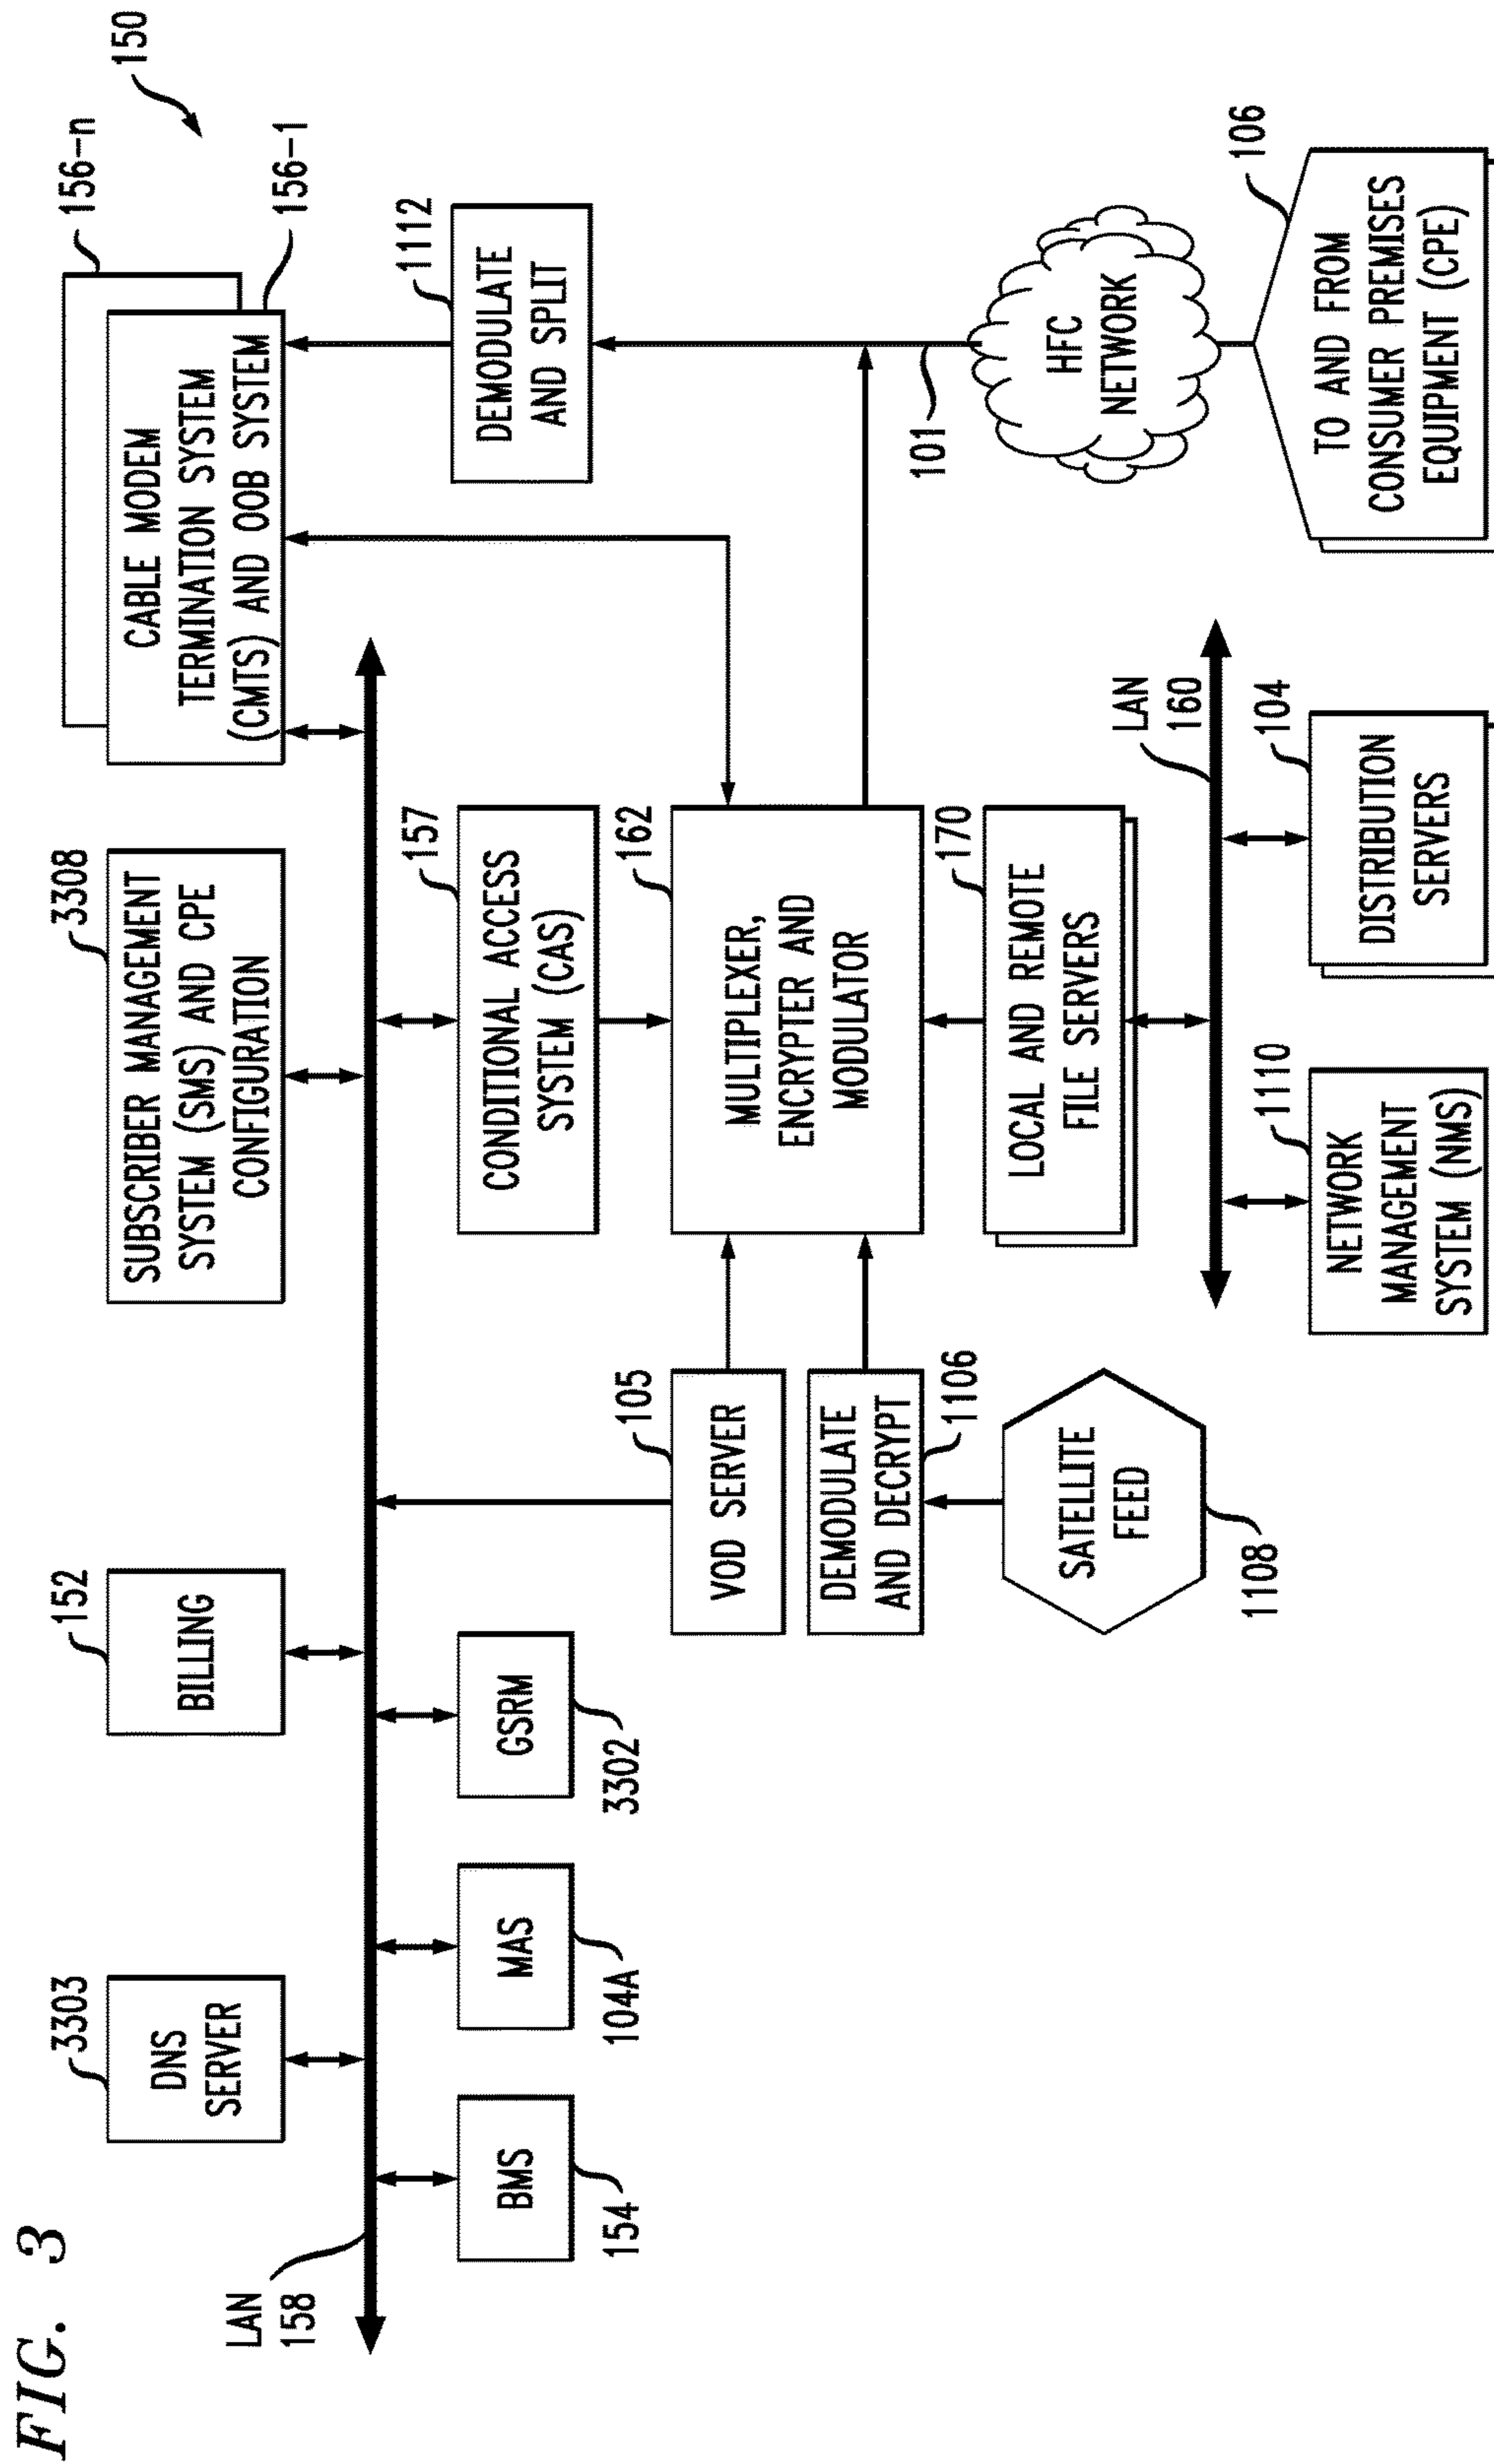 FIG. 3
150
156-n
156-1
CABLE MODEM
TERMINATION SYSTEM
(CMTS) AND OOB SYSTEM
3308
SUBSCRIBER MANAGEMENT
SYSTEM (SMS) AND CPE
CONFIGURATION
152
BILLING
3303
DNS
SERVER
LAN
158
BMS
154
MAS
104A
GSRM
3302
157
CONDITIONAL ACCESS
SYSTEM (CAS)
1112
DEMODULATE
AND SPLIT
105
VOD SERVER
162
MULTIPLEXER,
ENCRYPTER AND
MODULATOR
DEMODULATE
AND DECRYPT
1106
SATELLITE
FEED
1108
170
LOCAL AND REMOTE
FILE SERVERS
101
HFC
NETWORK
LAN
160
1110
NETWORK
MANAGEMENT
SYSTEM (NMS)
104
DISTRIBUTION
SERVERS
106
TO AND FROM
CONSUMER PREMISES
EQUIPMENT (CPE)